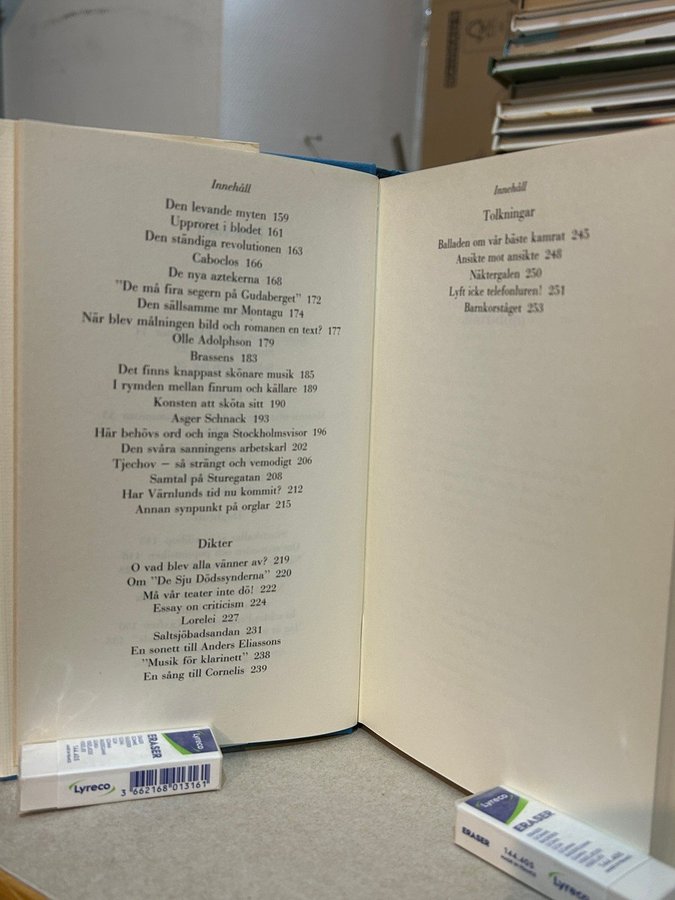 Innehåll
Den levande myten 159
Upproret i blodet 161
Den ständiga revolutionen 163
Caboclos 166
De nya aztekerna 168
"De må fira segern på Gudaberget" 172
Den sällsamme mr Montagu 174
När blev målningen bild och romanen en text? 177
Olle Adolphson 179
Brassens 183
Det finns knappast skönare musik 185
I rymden mellan finrum och källare 189
Konsten att sköta sitt 190
Asger Schnack 193
Här behövs ord och inga Stockholmsvisor 196
Den svåra sanningens arbetskarl 202
Tjechov – så strängt och vemodigt 206
Samtal på Sturegatan 208
Har Värnlunds tid nu kommit? 212
Annan synpunkt på orglar 215
Dikter
O vad blev alla vänner av? 219
Om "De Sju Dödssynderna" 220
Må vår teater inte dö! 222
Essay on criticism 224
Lorelei 227
Saltsjöbadsandan 231
En sonett till Anders Eliassons
"Musik för klarinett" 238
En sång till Cornelis 239
Innehåll
Tolkningar
Balladen om vår bäste kamrat 245
Ansikte mot ansikte 248
Näktergalen 250
Lyft icke telefonluren! 251
Barnkorståget 253
ERASER
Lyreco
Lyreco
3 662168 013161
Lyreco
ERASER
ERASER
144.405
Lyreco